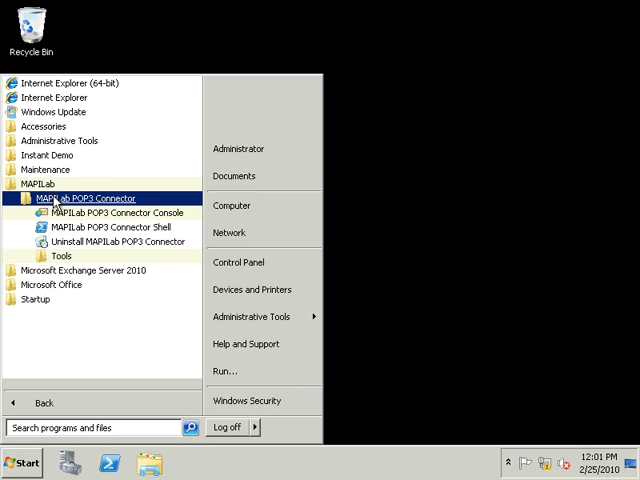 Recycle Bin
Internet Explorer (64-bit)
Internet Explorer
Windows Update
Accessories
Administrative Tools
Instant Demo
Maintenance
MAPILab
MAPILab POP3 Connector
MAPILab POP3 Connector Console
MAPILab POP3 Connector Shell
Uninstall MAPILab POP3 Connector
Tools
Microsoft Exchange Server 2010
Microsoft Office
Startup
Back
Search programs and files
Administrator
Documents
Computer
Network
Control Panel
Devices and Printers
Administrative Tools
Help and Support
Run...
Windows Security
Log off
Start
12:01 PM
2/25/2010